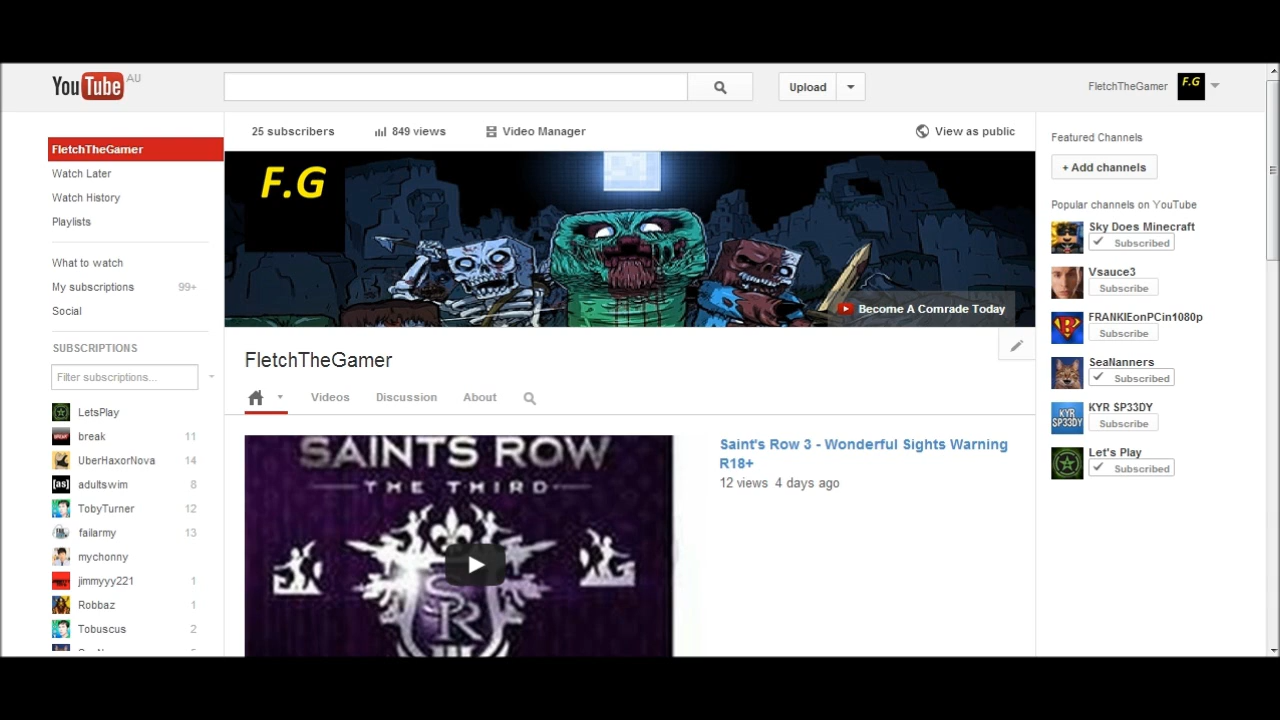 You Tube AU
Upload
FletchTheGamer
F.G
25 subscribers
849 views
Video Manager
View as public
FletchTheGamer
Watch Later
Watch History
Playlists
What to watch
My subscriptions 99+
Social
SUBSCRIPTIONS
Filter subscriptions...
LetsPlay
break 11
UberHaxorNova 14
adultswim 8
TobyTurner 12
failarmy 13
mychonny
jimmyyy221 1
Robbaz 1
Tobuscus 2
F.G
Become A Comrade Today
FletchTheGamer
Videos
Discussion
About
SAINTS ROW
THE THIRD
SR
Saint's Row 3 - Wonderful Sights Warning
R18+
12 views 4 days ago
Featured Channels
+ Add channels
Popular channels on YouTube
Sky Does Minecraft
Subscribed
Vsauce3
Subscribe
FRANKIEonPCin1080p
Subscribe
SeaNanners
Subscribed
KYR SP33DY
KYR SP33DY
Subscribe
Let's Play
Subscribed